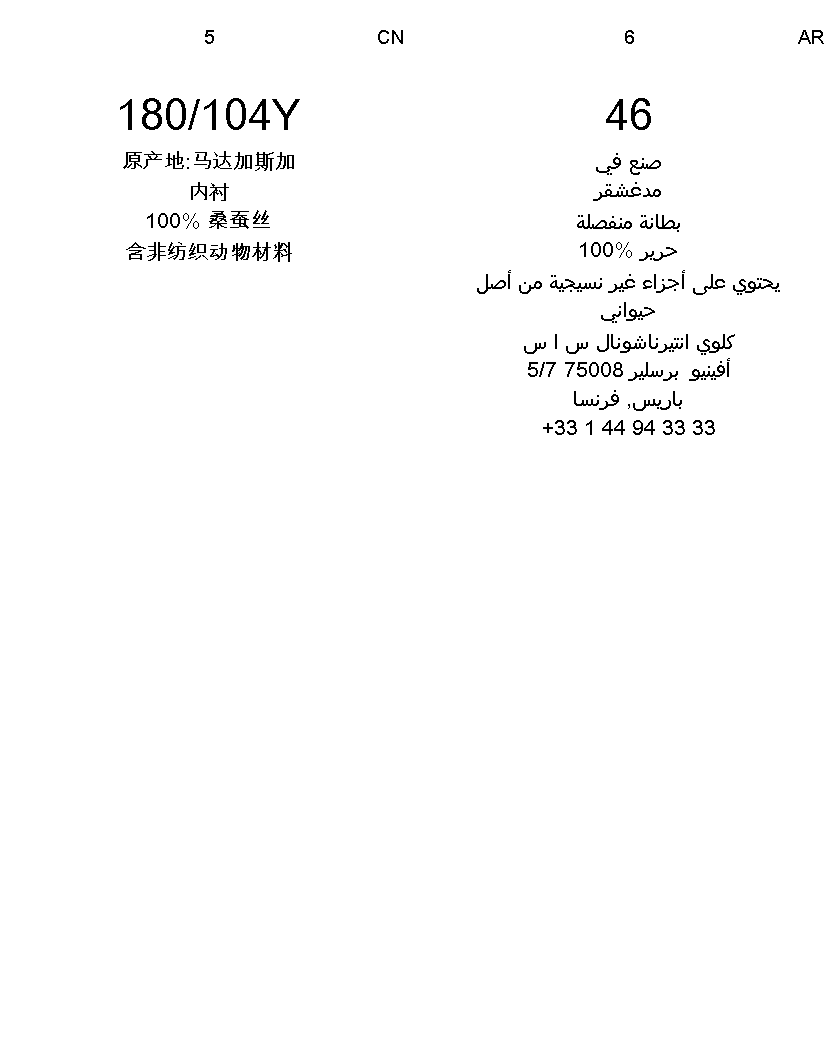 5 CN
180/104Y
原产地:马达加斯加
内衬
100% 桑蚕丝
含非纺织动物材料
6 AR
46
صنع في
مدغشقر
بطانة منفصلة
حرير 100%
يحتوي على أجزاء غير نسيجية من أصل
حيواني
كلوي انتيرناشونال س ا س
أفينيو برسلير 75008 5/7
باريس, فرنسا
+33 1 44 94 33 33